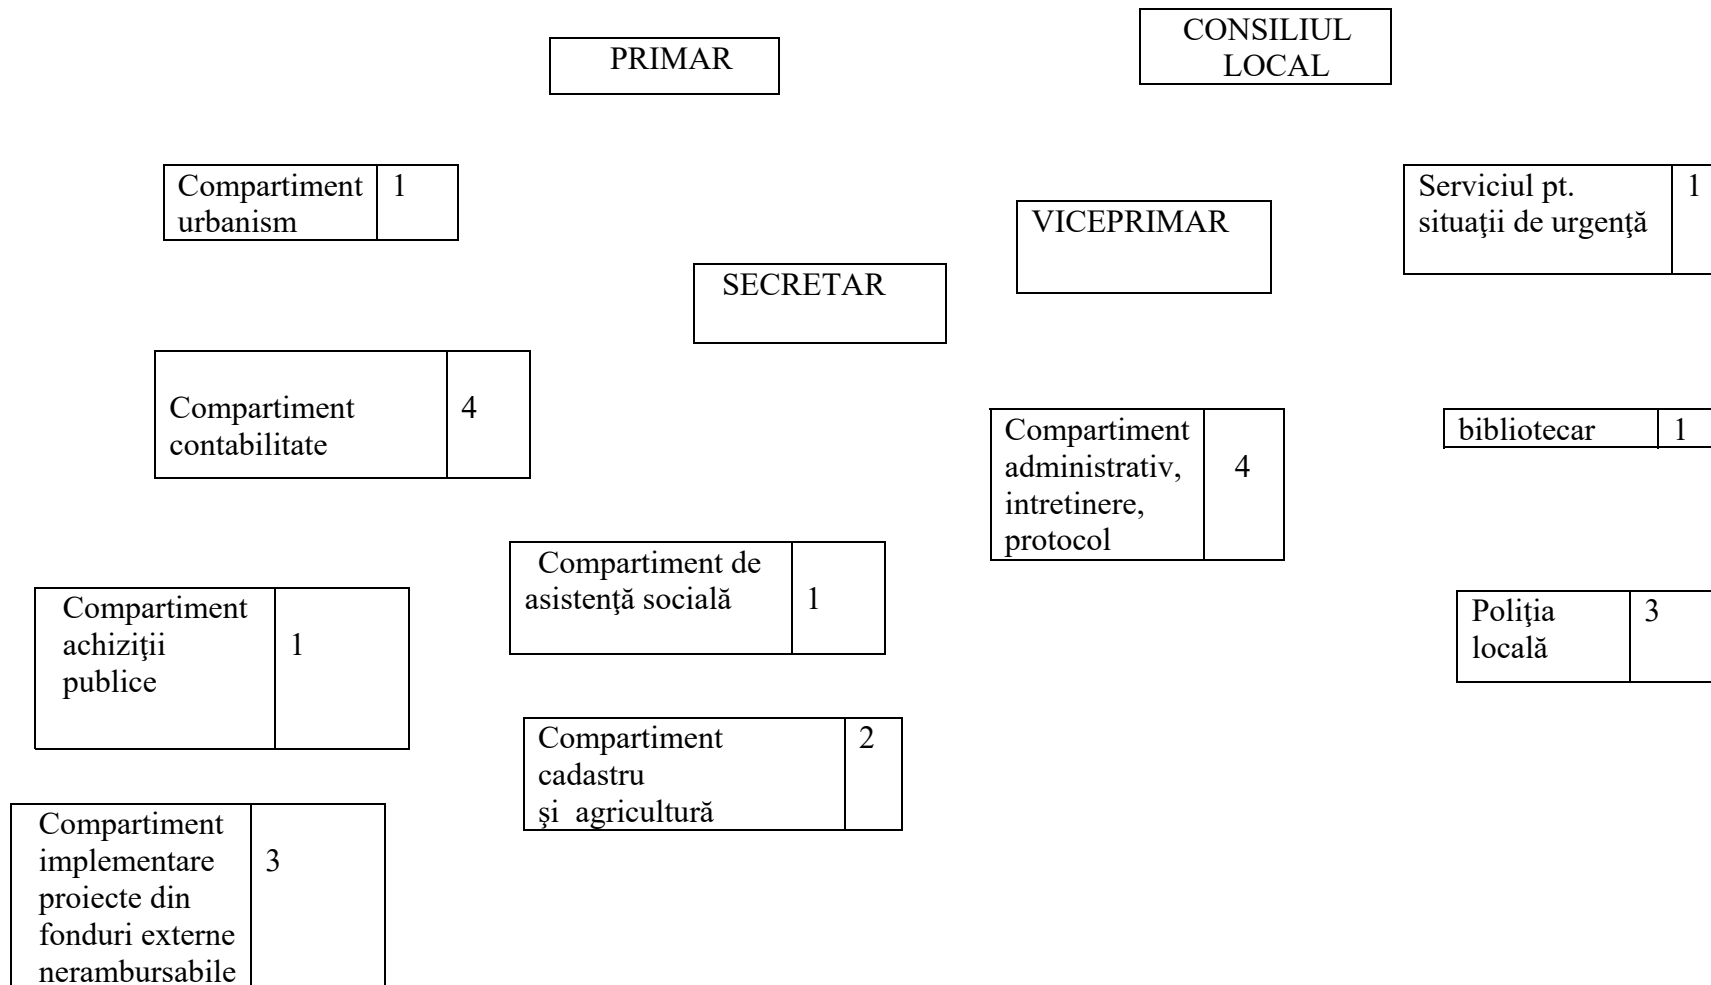 PRIMAR
CONSILIUL
LOCAL
Compartiment
urbanism
1
Serviciul pt.
situaţii de urgenţă
1
VICEPRIMAR
SECRETAR
Compartiment
contabilitate
4
Compartiment
administrativ,
intretinere,
protocol
4
bibliotecar
1
Compartiment de
asistenţă socială
1
Compartiment
achiziţii
publice
1
Poliţia
locală
3
Compartiment
cadastru
şi agricultură
2
Compartiment
implementare
proiecte din
fonduri externe
nerambursabile
3